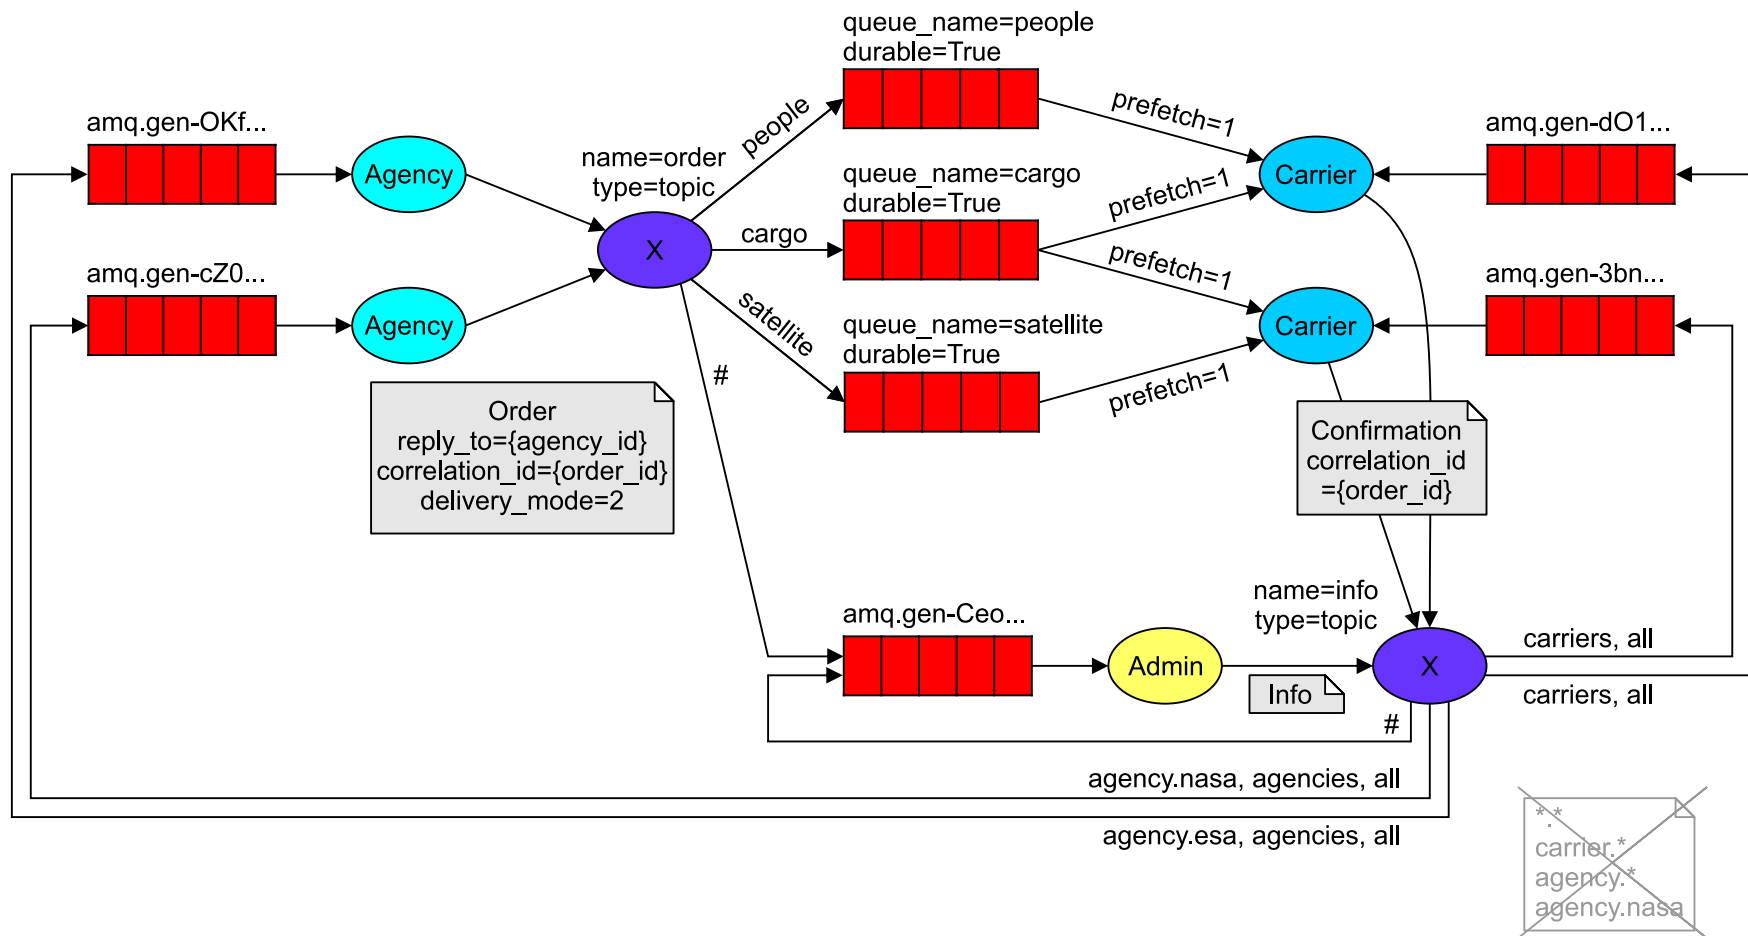 queue_name=people
durable=True
amq.gen-OKf...
Agency
name=order
type=topic
people
prefetch=1
Carrier
amq.gen-dO1...
queue_name=cargo
durable=True
X
cargo
prefetch=1
amq.gen-cZ0...
Agency
satellite
prefetch=1
Carrier
amq.gen-3bn...
queue_name=satellite
durable=True
prefetch=1
#
Order
reply_to={agency_id}
correlation_id={order_id}
delivery_mode=2
Confirmation
correlation_id
={order_id}
amq.gen-Ceo...
Admin
name=info
type=topic
X
Info
carriers, all
carriers, all
#
agency.nasa, agencies, all
agency.esa, agencies, all
*.*
carrier.*
agency.*
agency.nasa